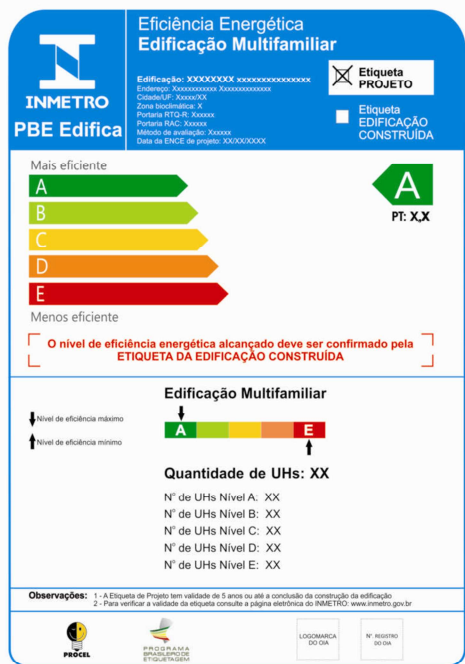 Eficiência Energética
Edificação Multifamiliar
Edificação: XXXXXXXX xxxxxxxxxxxxxxx
Endereço: Xxxxxxxxxxxx Xxxxxxxxxxxxxx
Cidade/UF: Xxxxx/XX
Zona bioclimática: X
Portaria RTQ-R: Xxxxxx
Portaria RAC: Xxxxxx
Método de avaliação: Xxxxxx
Data da ENCE de projeto: XX/XX/XXXX
INMETRO
PBE Edifica
Etiqueta
PROJETO
Etiqueta
EDIFICAÇÃO
CONSTRUÍDA
Mais eficiente
A
B
C
D
E
Menos eficiente
A
PT: X,X
O nível de eficiência energética alcançado deve ser confirmado pela
ETIQUETA DA EDIFICAÇÃO CONSTRUÍDA
Edificação Multifamiliar
Nível de eficiência máximo
Nível de eficiência mínimo
A E
Quantidade de UHs: XX
N° de UHs Nível A: XX
N° de UHs Nível B: XX
N° de UHs Nível C: XX
N° de UHs Nível D: XX
N° de UHs Nível E: XX
Observações: 1 - A Etiqueta de Projeto tem validade de 5 anos ou até a conclusão da construção da edificação
2 - Para verificar a validade da etiqueta consulte a página eletrônica do INMETRO: www.inmetro.gov.br
PROCEL
PROGRAMA
BRASILEIRO DE
ETIQUETAGEM
LOGOMARCA
DO OIA
N°. REGISTRO
DO OIA